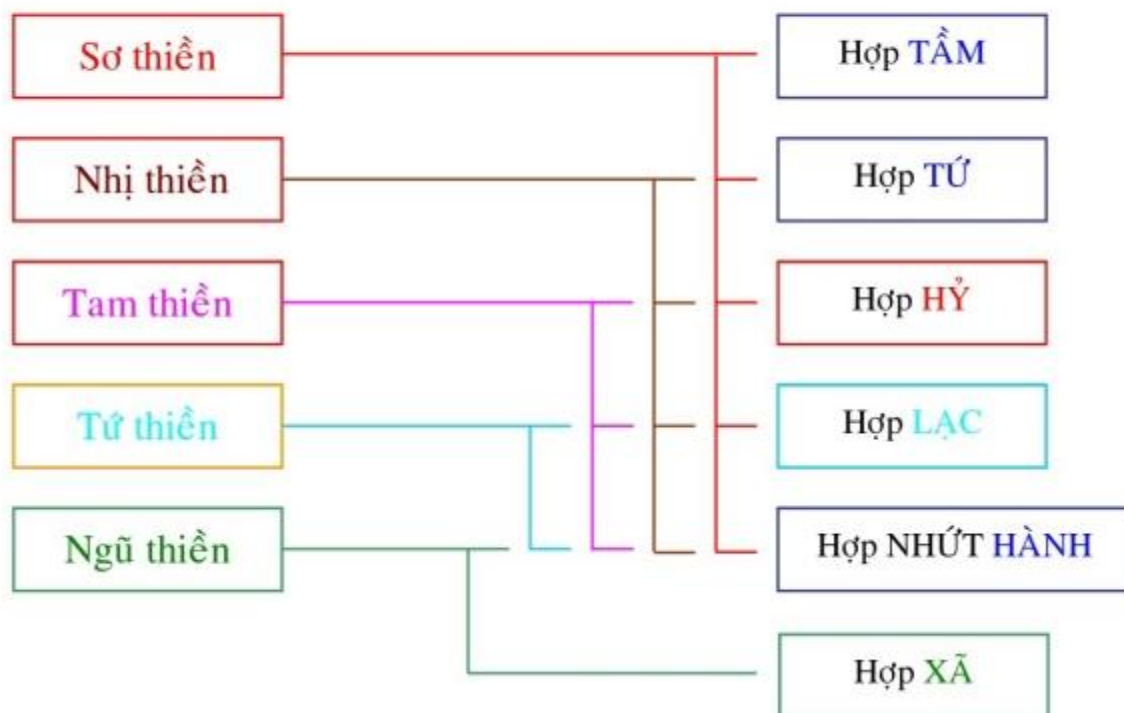 Sơ thiền
Hợp TẦM
Nhị thiền
Hợp TỨ
Tam thiền
Hợp HỶ
Tứ thiền
Hợp LẠC
Ngũ thiền
Hợp NHỨT HÀNH
Hợp XÃ